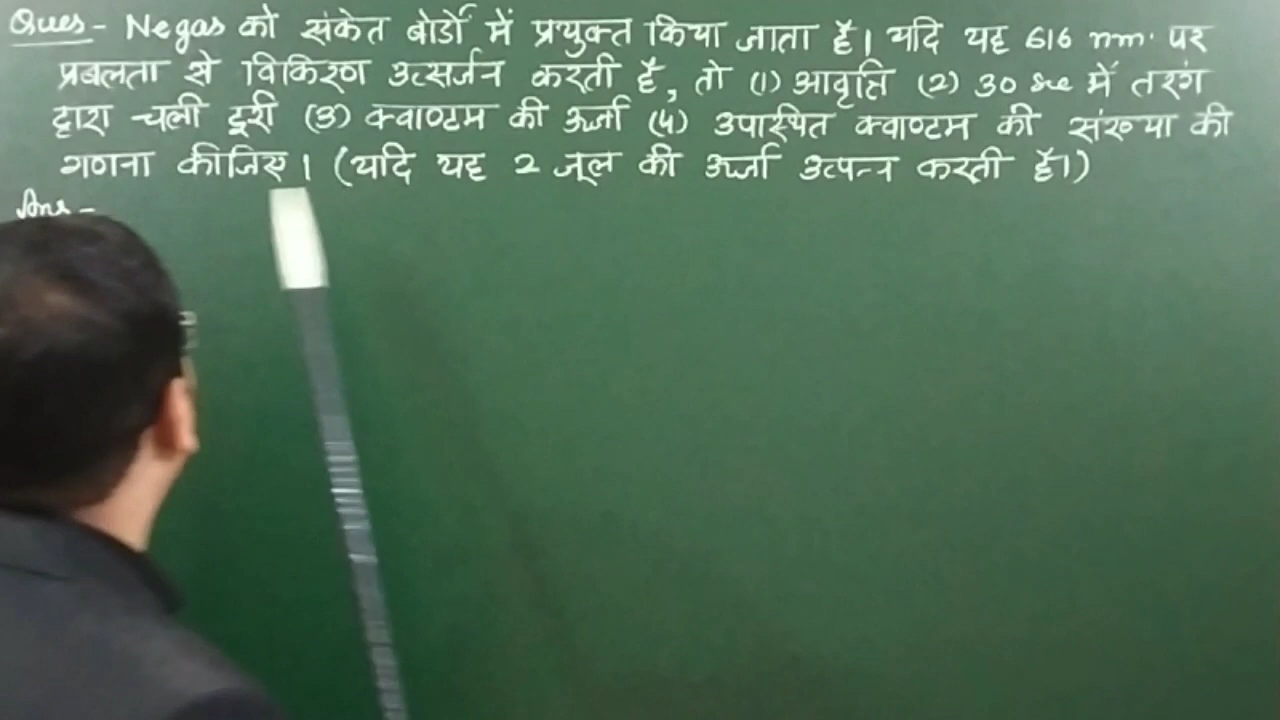 Ques - Negas को संकेत बोर्डों में प्रयुक्त किया जाता है। यदि यह 616 nm. पर
प्रबलता से विकिरण उत्सर्जन करती है, तो (1) आवृत्ति (2) 30 sec में तरंग
द्वारा चली दूरी (3) क्वाण्टम की ऊर्जा (4) उपास्थित क्वाण्टम की संख्या की
गणना कीजिए। (यदि यह 2 जूल की ऊर्जा उत्पन्न करती है।)
Ans -